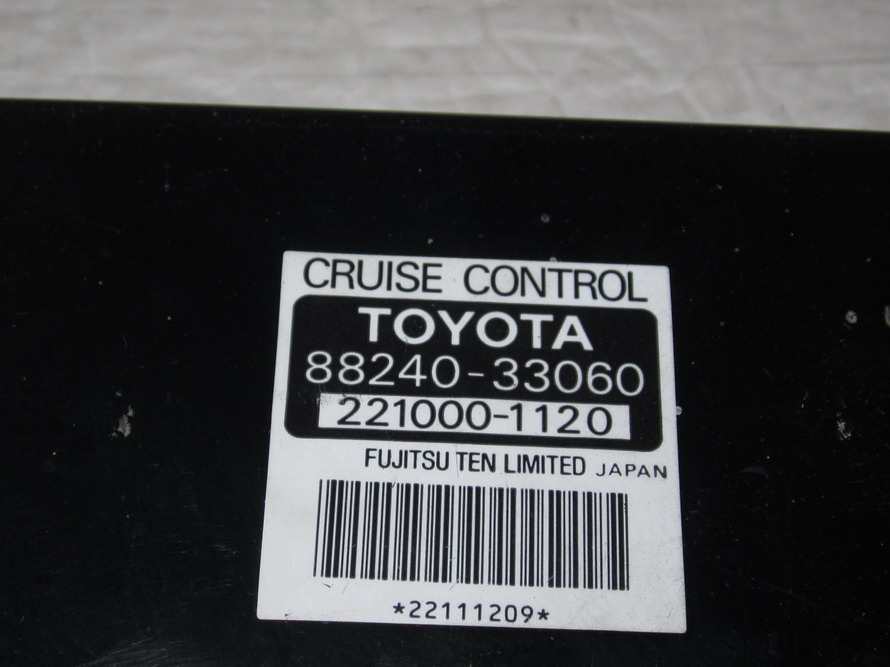 CRUISE CONTROL
TOYOTA
88240-33060
221000-1120
FUJITSU TEN LIMITED JAPAN
*22111209*